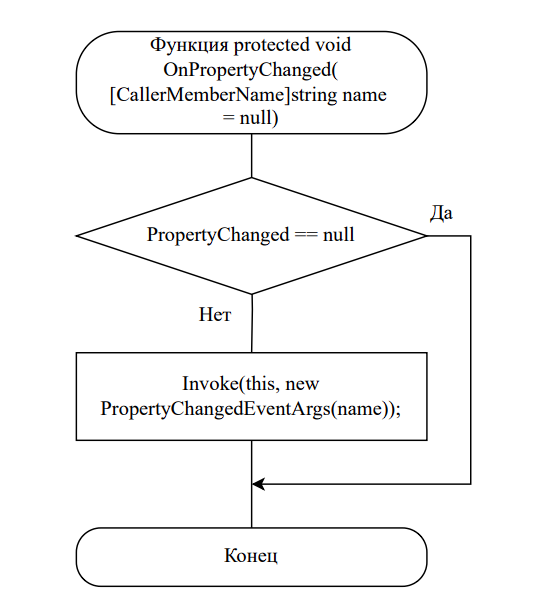 Функция protected void
OnPropertyChanged(
[CallerMemberName]string name
= null)
Да
PropertyChanged == null
Нет
Invoke(this, new
PropertyChangedEventArgs(name));
Конец